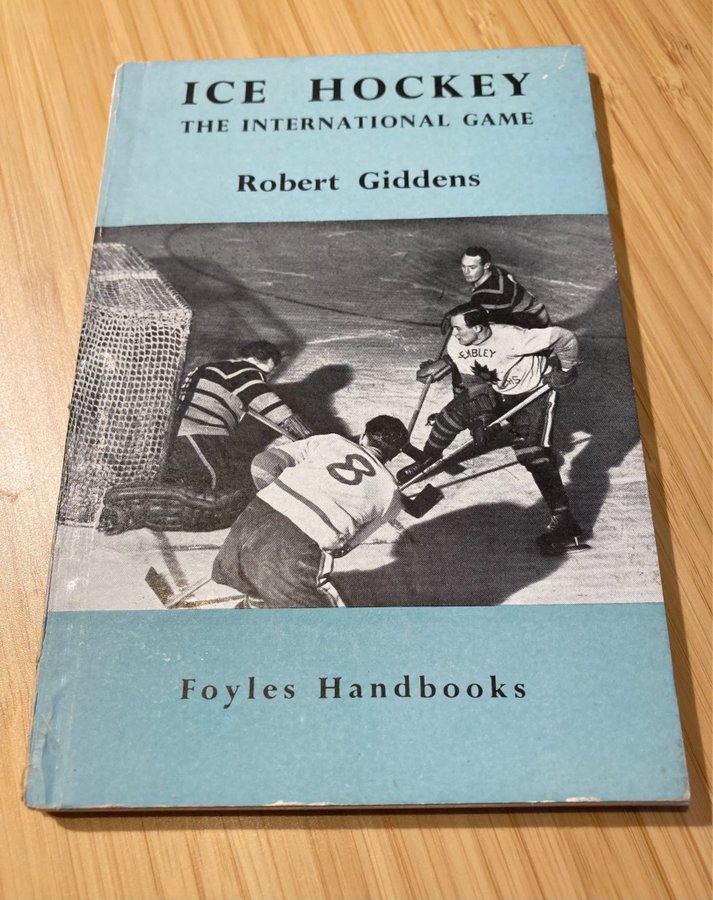 ICE HOCKEY
THE INTERNATIONAL GAME
Robert Giddens
8
Foyles Handbooks